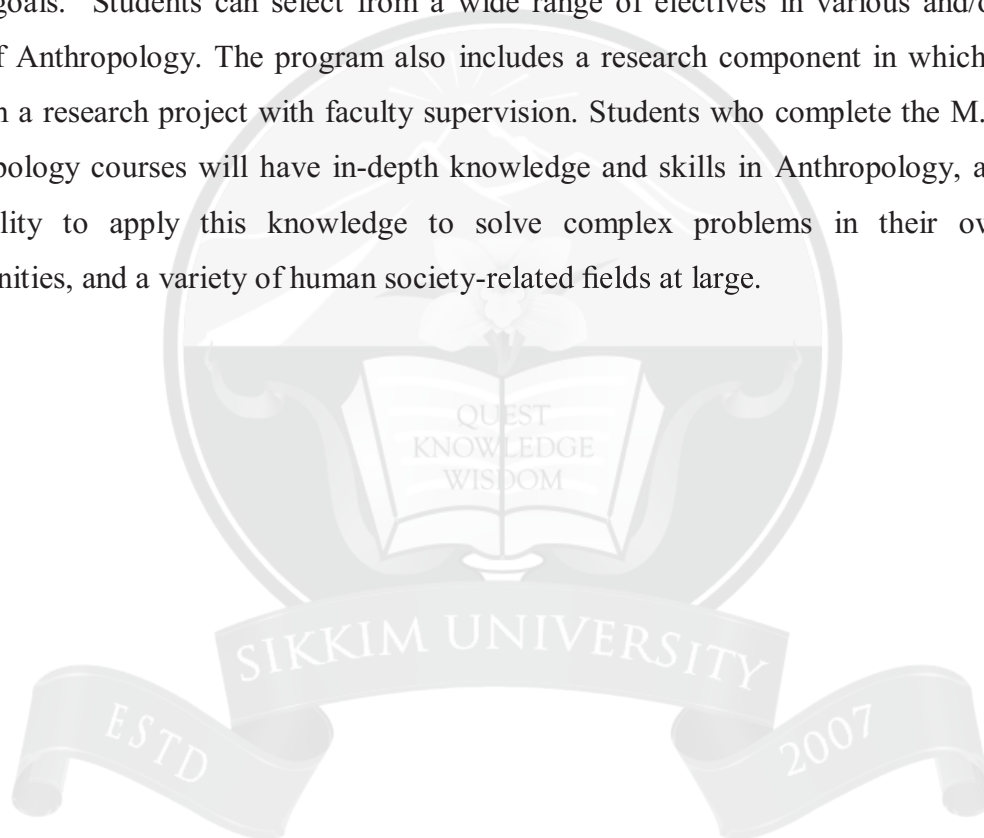 goals. Students can select from a wide range of electives in various and/o
f Anthropology. The program also includes a research component in which
n a research project with faculty supervision. Students who complete the M.
pology courses will have in-depth knowledge and skills in Anthropology, a
lity to apply this knowledge to solve complex problems in their ov
nities, and a variety of human society-related fields at large.
QUEST
KNOWLEDGE
WISDOM
SIKKIM UNIVERSITY
ESTD 2007